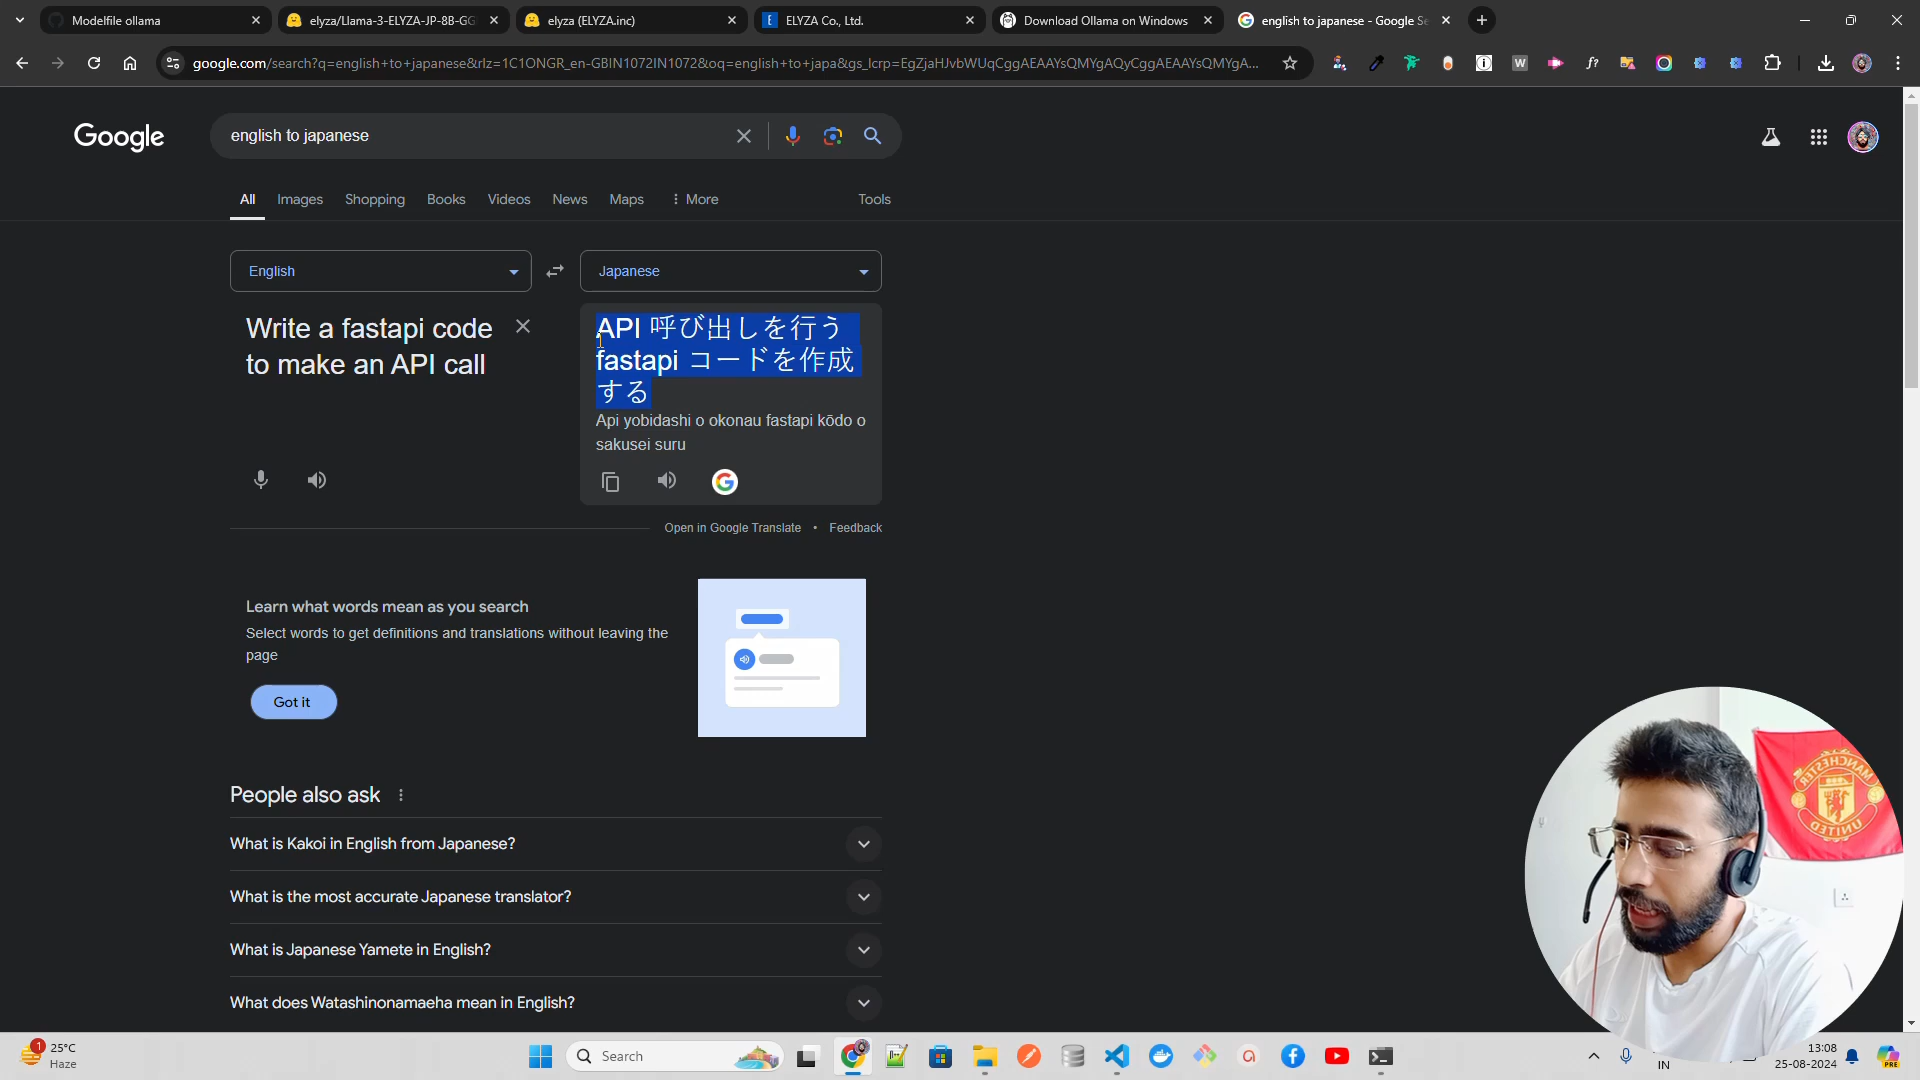 Modelfile ollama
elyza/Llama-3-ELYZA-JP-8B-GG
elyza (ELYZA.inc)
ELYZA Co., Ltd.
Download Ollama on Windows
english to japanese - Google Se
google.com/search?q=english+to+japanese&rlz=1C1ONGR_en-GBIN1072IN1072&oq=english+to+japa&gs_lcrp=EgZjaHJvbWUqCggAEAAYsQMYgAQyCggAEAAYsQMYgA...
Google
english to japanese
All
Images
Shopping
Books
Videos
News
Maps
More
Tools
English
Japanese
Write a fastapi code
to make an API call
API 呼び出しを行う
fastapi コードを作成
する
Api yobidashi o okonau fastapi kōdo o
sakusei suru
Open in Google Translate • Feedback
Learn what words mean as you search
Select words to get definitions and translations without leaving the
page
Got it
People also ask
What is Kakoi in English from Japanese?
What is the most accurate Japanese translator?
What is Japanese Yamete in English?
What does Watashinonamaeha mean in English?
MANCHESTER
UNITED
1
25°C
Haze
Search
IN
13:08
25-08-2024
PRE